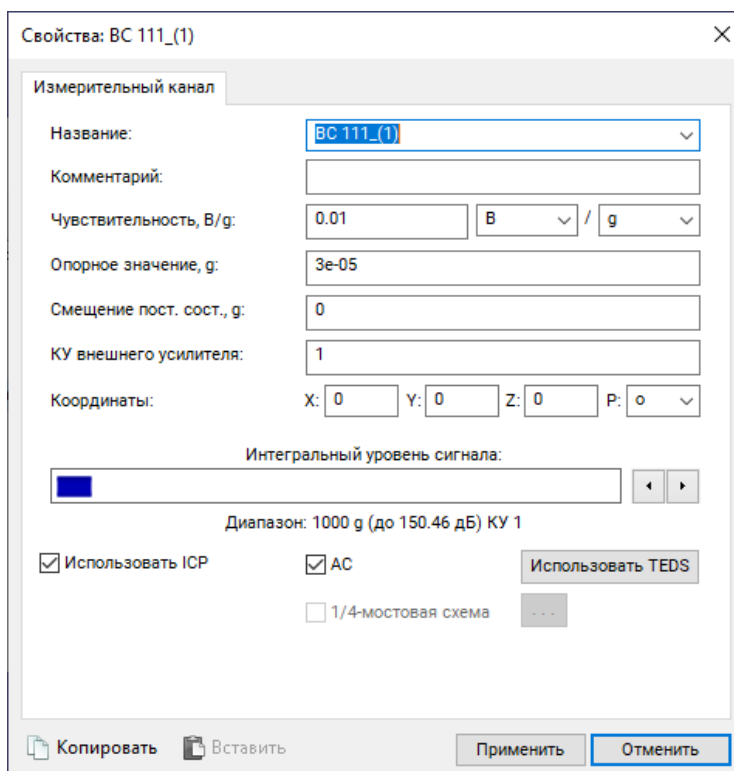 Свойства: ВС 111_(1)
Измерительный канал
Название: ВС 111_(1)
Комментарий:
Чувствительность, В/g: 0.01 В / g
Опорное значение, g: 3e-05
Смещение пост. сост., g: 0
КУ внешнего усилителя: 1
Координаты: X: 0 Y: 0 Z: 0 P: o
Интегральный уровень сигнала:
Диапазон: 1000 g (до 150.46 дБ) КУ 1
Использовать ICP AC Использовать TEDS
1/4-мостовая схема ...
Копировать Вставить Применить Отменить